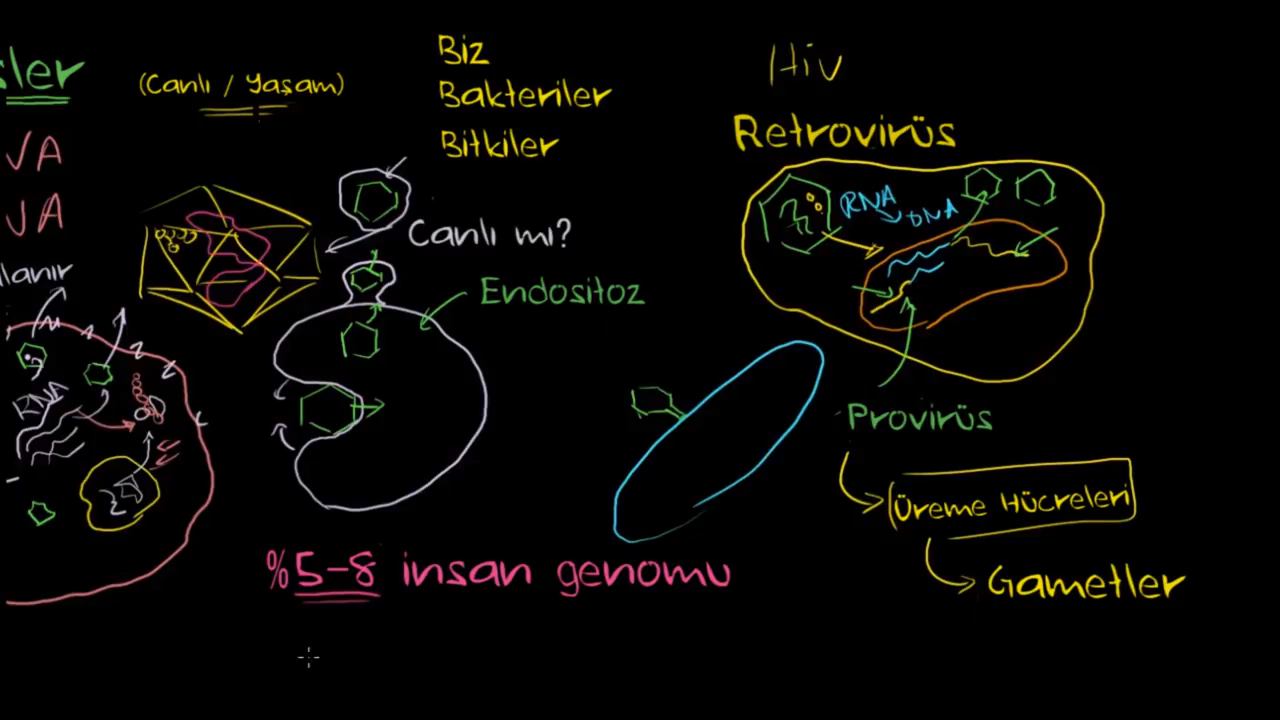 (Canlı / Yaşam)
Biz
Bakteriler
Bitkiler
Hiv
Retrovirüs
RNA
DNA
Canlı mı?
Endositoz
RNA
Provirüs
Üreme Hücreleri
Gametler
%5-8 insan genomu